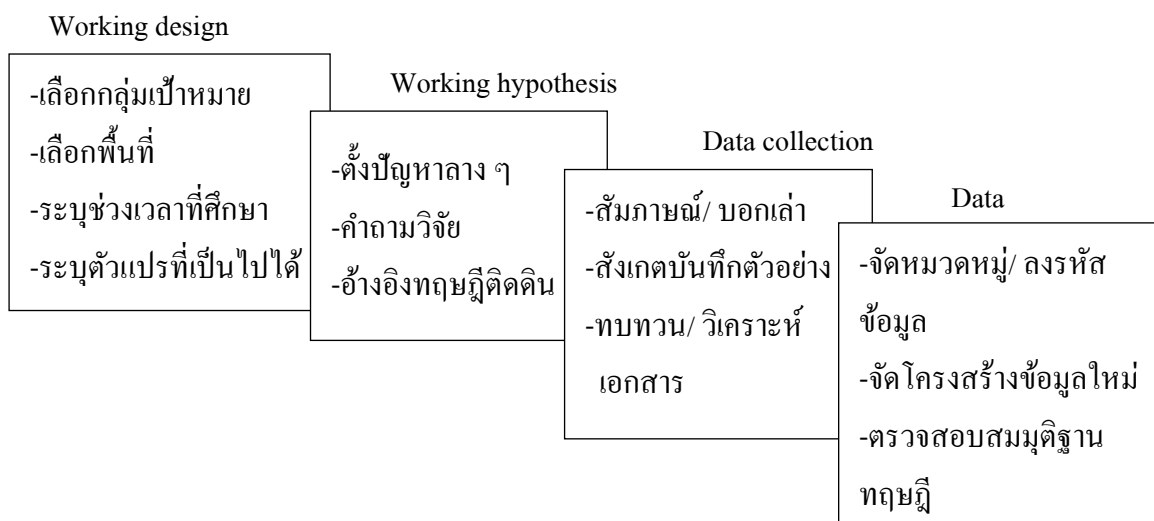 Working design
-เลือกกลุ่มเป้าหมาย
-เลือกพื้นที่
-ระบุช่วงเวลาที่ศึกษา
-ระบุตัวแปรที่เป็นไปได้
Working hypothesis
-ตั้งปัญหาลาง ๆ
-คำถามวิจัย
-อ้างอิงทฤษฎีติดดิน
Data collection
-สัมภาษณ์/ บอกเล่า
-สังเกตบันทึกตัวอย่าง
-ทบทวน/ วิเคราะห์
เอกสาร
Data
-จัดหมวดหมู่/ ลงรหัส
ข้อมูล
-จัดโครงสร้างข้อมูลใหม่
-ตรวจสอบสมมุติฐาน
ทฤษฎี